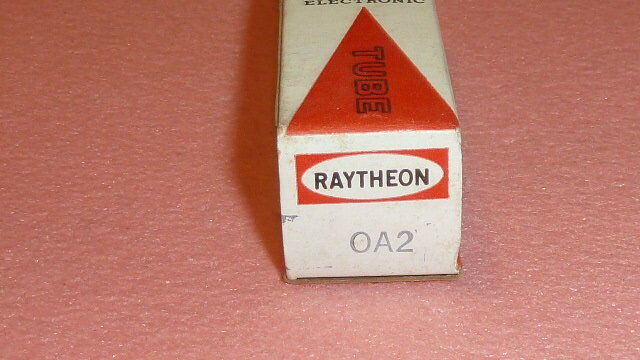 ELECTRONIC
TUBE
RAYTHEON
OA2